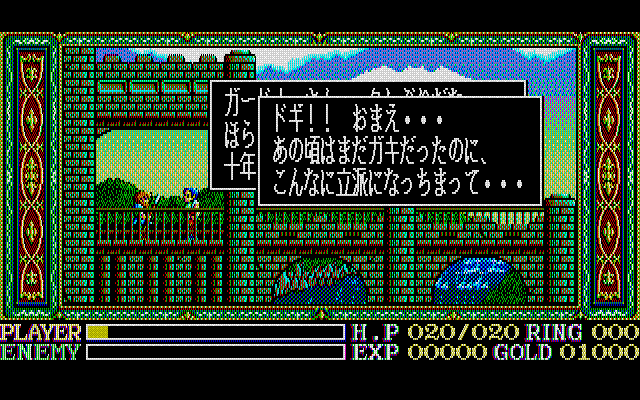 ガード
ほら
十年
ドギ!! おまえ・・・
あの頃はまだガキだったのに、
こんなに立派になっちまって・・・
PLAYER H.P 020/020 RING 000
ENEMY EXP 00000 GOLD 01000